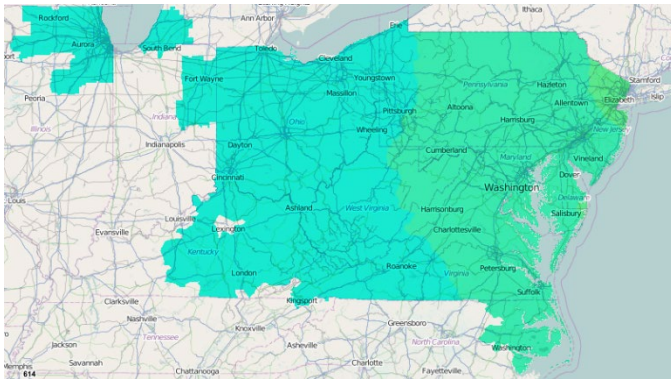 Ithaca
Rockford
Ann Arbor
Erie
Aurora
South Bend
Toledo
Cleveland
Stamford
Fort Wayne
Youngstown
Pennsylvania
Hazleton
Islip
Peoria
Massillon
Pittsburgh
Altoona
Allentown
Elizabeth
Illinois
Indiana
Ohio
Wheeling
Harrisburg
New Jersey
Indianapolis
Dayton
Cumberland
Maryland
Vineland
Cincinnati
Dover
Washington
Delaware
Louis
Ashland
West Virginia
Harrisonburg
Salisbury
Louisville
Lexington
Evansville
Charlottesville
Kentucky
London
Roanoke
Virginia
Petersburg
Clarksville
Kingsport
Suffolk
Nashville
Knoxville
Greensboro
Tennessee
Asheville
North Carolina
Washington
Jackson
Savannah
Charlotte
Memphis
Chattanooga
Fayetteville
614